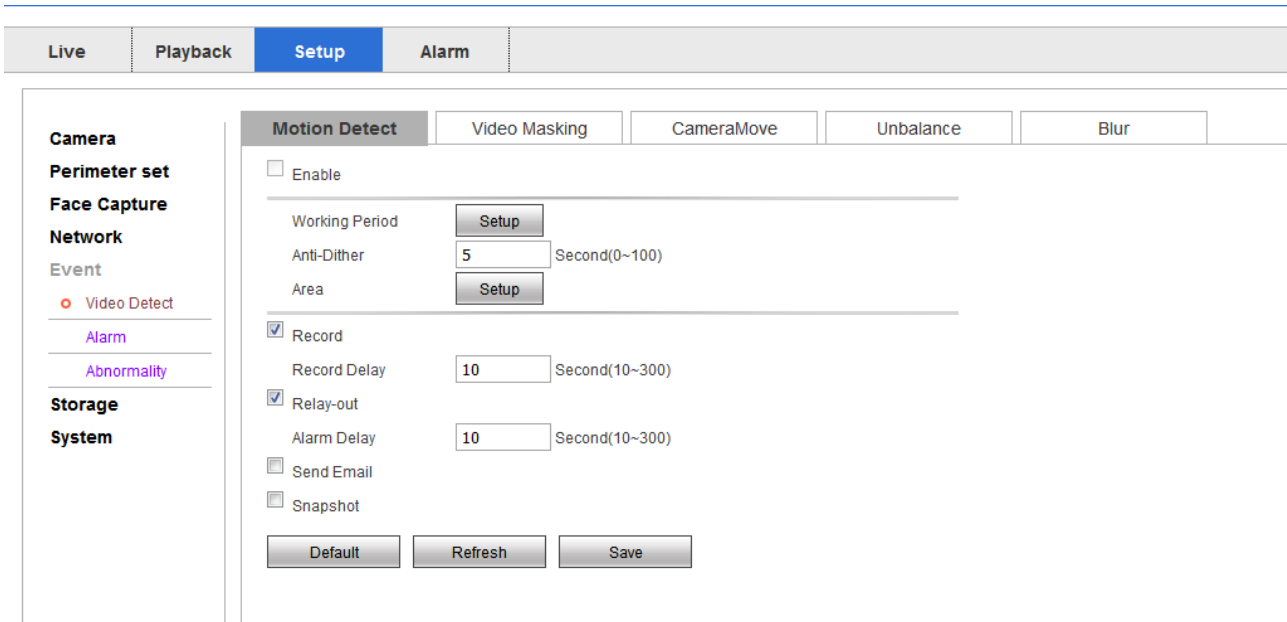 Live Playback Setup Alarm
Camera
Perimeter set
Face Capture
Network
Event
Video Detect
Alarm
Abnormality
Storage
System
Motion Detect Video Masking CameraMove Unbalance Blur
Enable
Working Period Setup
Anti-Dither 5 Second(0~100)
Area Setup
Record
Record Delay 10 Second(10~300)
Relay-out
Alarm Delay 10 Second(10~300)
Send Email
Snapshot
Default Refresh Save